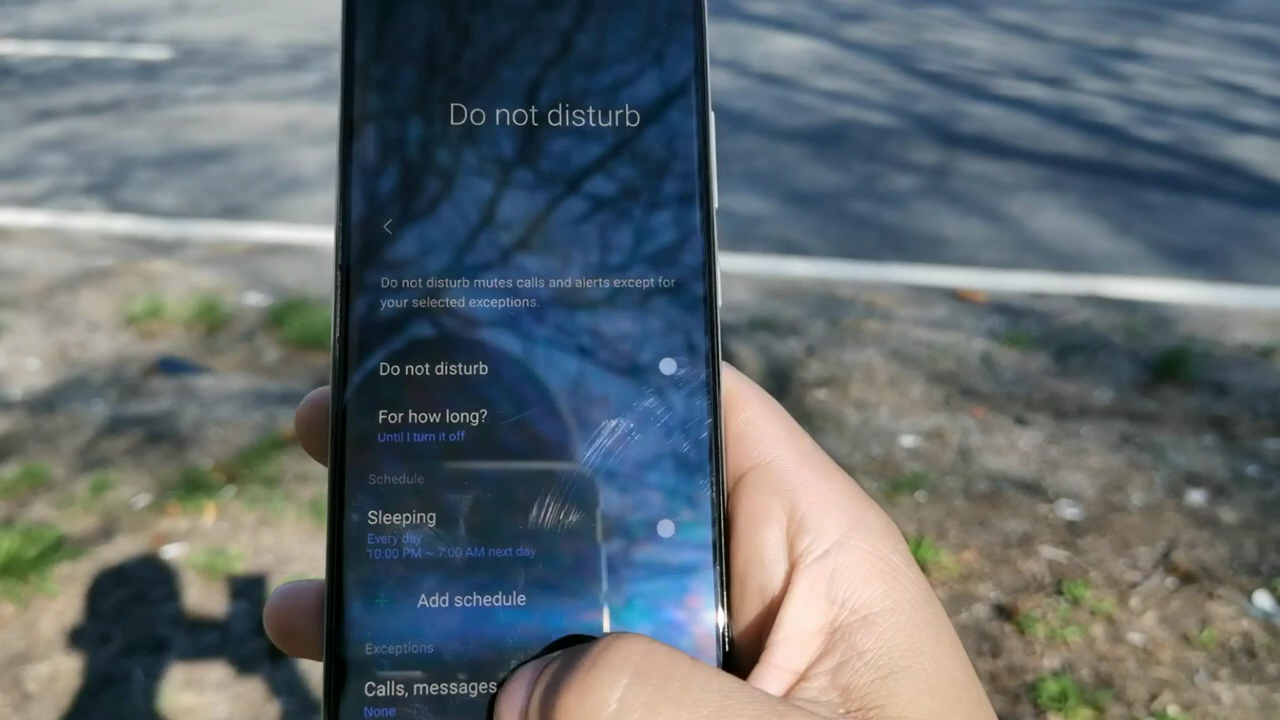 Do not disturb
Do not disturb mutes calls and alerts except for
your selected exceptions.
Do not disturb
For how long?
Until I turn it off
Schedule
Sleeping
Every day
10:00 PM ~ 7:00 AM next day
Add schedule
Exceptions
Calls, messages
None